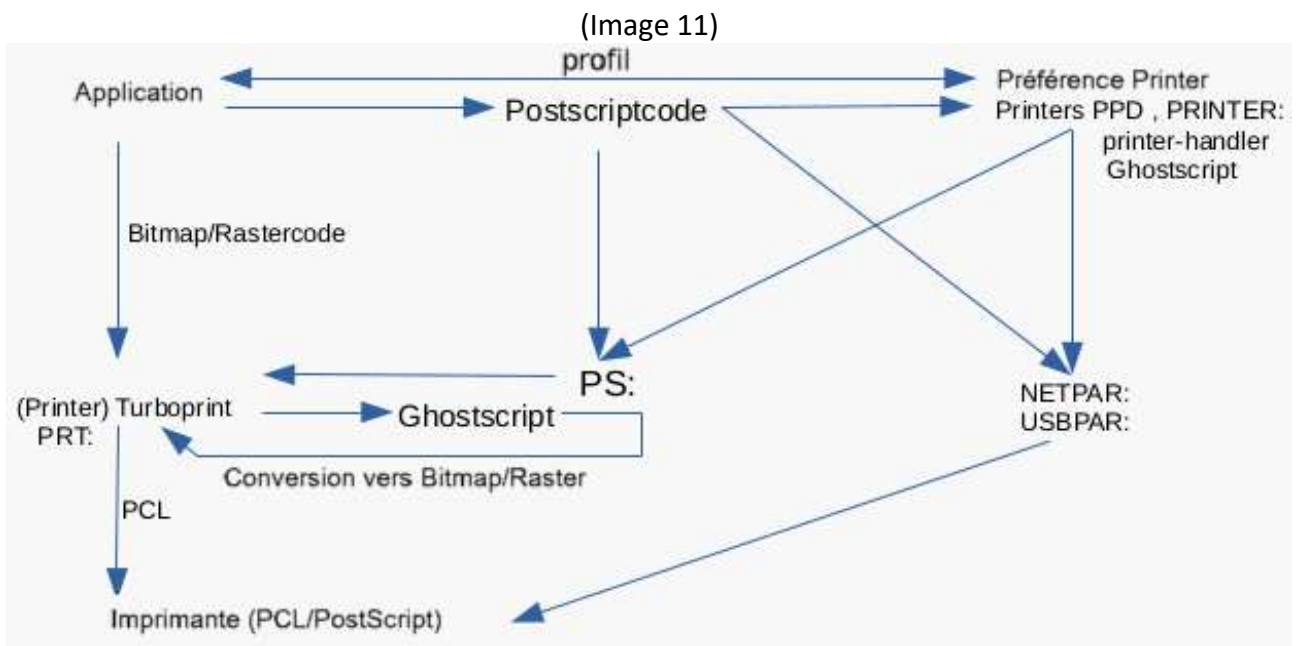 (Image 11)
profil
Application
Préférence Printer
Postscriptcode
Printers PPD , PRINTER:
printer-handler
Ghostscript
Bitmap/Rastercode
PS:
NETPAR:
(Printer) Turboprint
Ghostscript
USBPAR:
PRT:
Conversion vers Bitmap/Raster
PCL
Imprimante (PCL/PostScript)